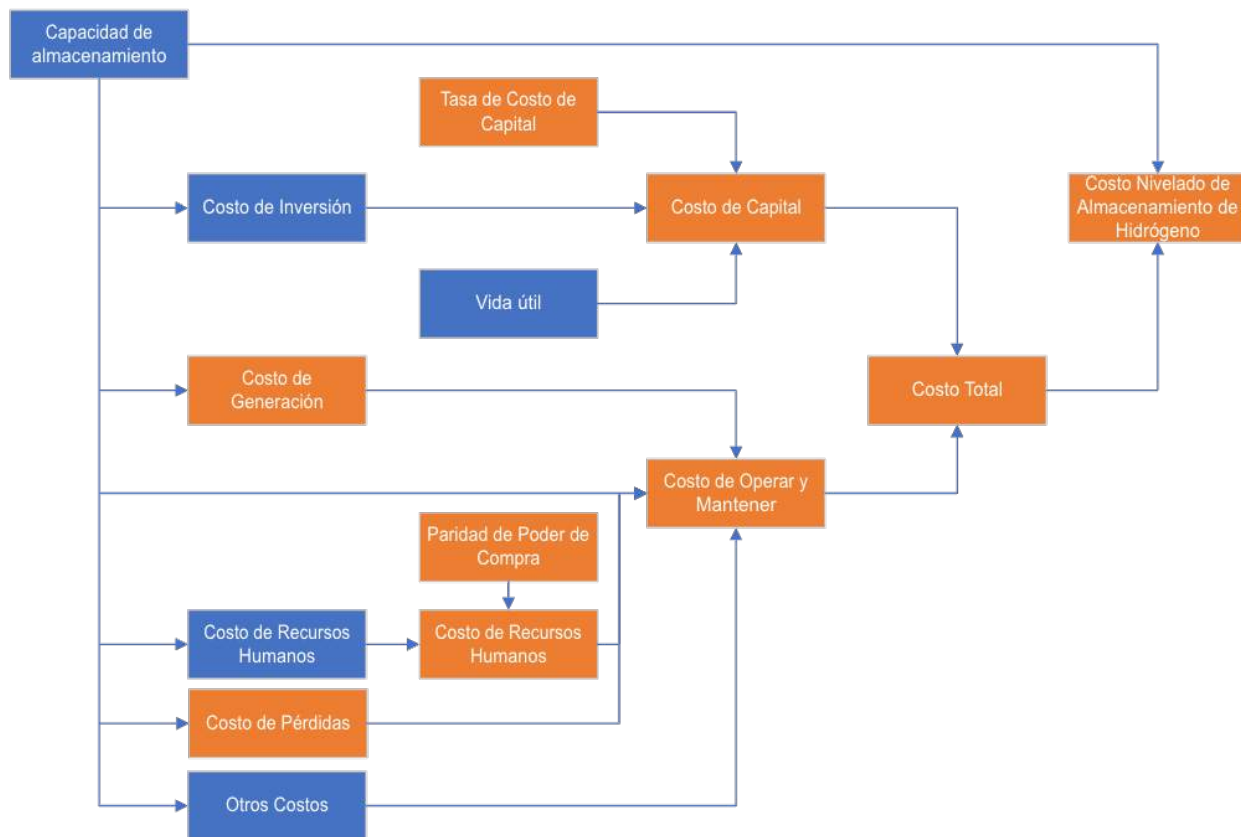 Capacidad de
almacenamiento
Tasa de Costo de
Capital
Costo de Inversión
Costo de Capital
Costo Nivelado de
Almacenamiento de
Hidrógeno
Vida útil
Costo de
Generación
Costo Total
Costo de Operar y
Mantener
Paridad de Poder de
Compra
Costo de Recursos
Humanos
Costo de Recursos
Humanos
Costo de Pérdidas
Otros Costos